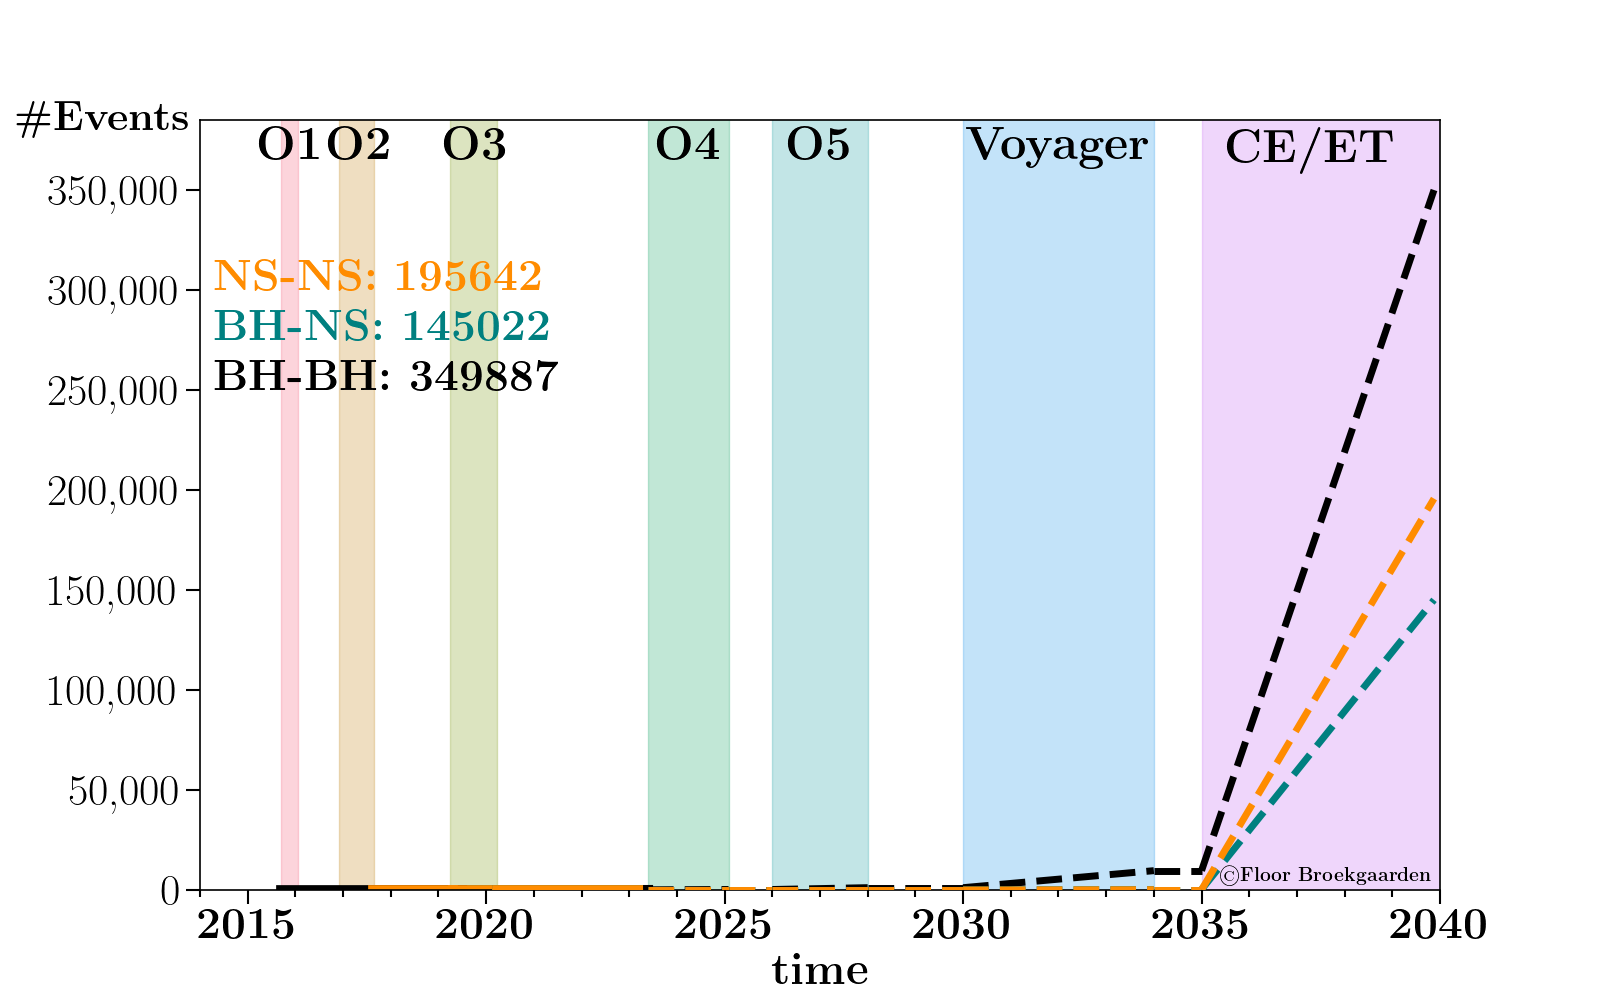 #Events
O1 O2 O3 O4 O5 Voyager CE/ET
350,000
300,000
250,000
200,000
150,000
100,000
50,000
0
NS-NS: 195642
BH-NS: 145022
BH-BH: 349887
©Floor Broekgaarden
2015 2020 2025 2030 2035 2040
time